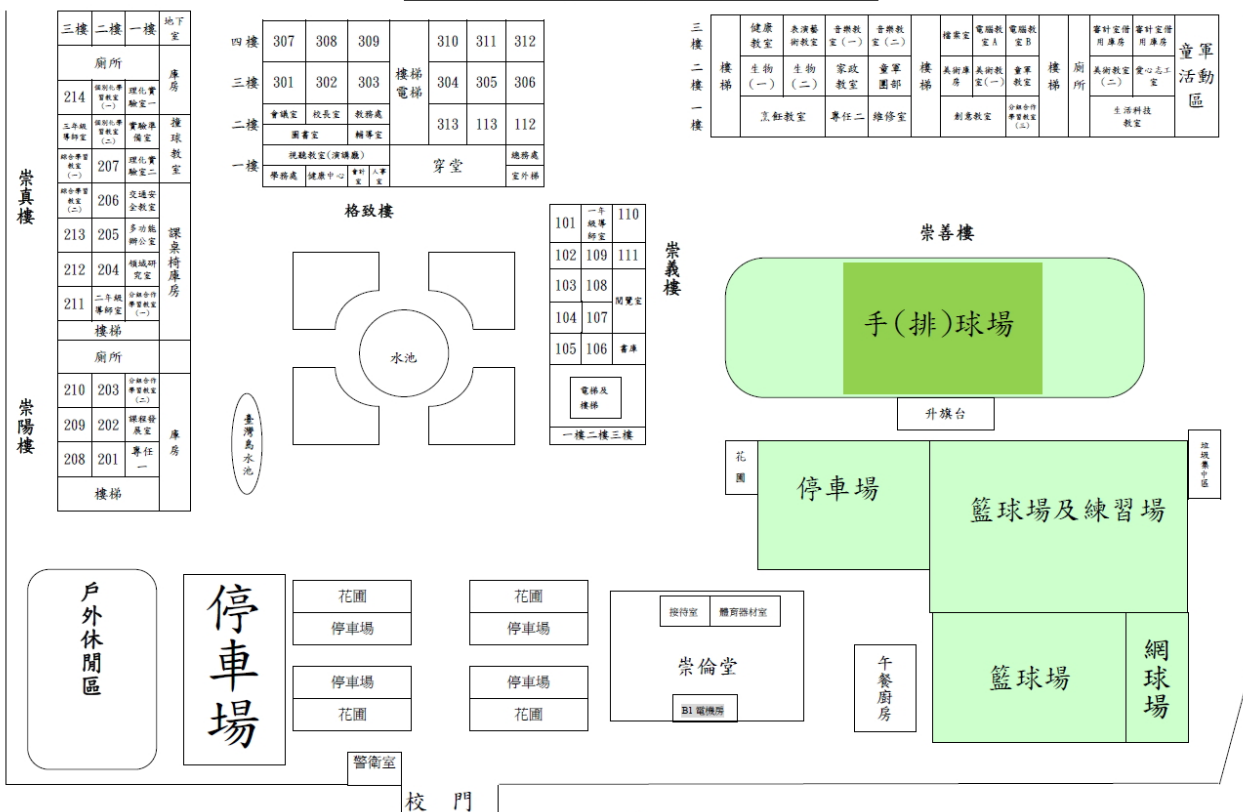 三樓 二樓 一樓 地下室
廁所
庫房
214 個別化學習教室(一) 理化實驗室一
三年級導師室 個別化學習教室(二) 實驗準備室
撞球教室
綜合學習教室(一) 207 理化實驗室二
綜合學習教室(二) 206 交通安全教室
213 205 多功能辦公室
212 204 領域研究室
211 二年級導師室 分組合作學習教室(一)
課桌椅庫房
樓梯
廁所
210 203 分組合作學習教室(二)
209 202 課程發展室
208 201 專任一
庫房
樓梯
崇真樓
崇陽樓
四樓 307 308 309 310 311 312
三樓 301 302 303 304 305 306
樓梯電梯
二樓 會議室 校長室 教務處 313 113 112
圖書室 輔導室
一樓 視聽教室(演講廳) 穿堂 總務處
學務處 健康中心 會計室 人事室 室外梯
格致樓
三樓 健康教室 表演藝術教室 音樂教室(一) 音樂教室(二) 檔案室 電腦教室A 電腦教室B 審計室借用庫房 審計室借用庫房
二樓 生物(一) 生物(二) 家政教室 童軍團部 美術庫房 美術教室(一) 童軍教室 美術教室(二) 愛心志工室
一樓 烹飪教室 專任二 維修室 創意教室 分組合作學習教室(三) 生活科技教室
樓梯
樓梯
樓梯
廁所
童軍活動區
崇善樓
101 一年級導師室 110
102 109 111
103 108
閱覽室
104 107
105 106 書庫
電梯及樓梯
一樓二樓三樓
崇義樓
水池
臺灣島水池
手(排)球場
升旗台
花圃
停車場
籃球場及練習場
垃圾集中區
籃球場
網球場
戶外休閒區
停車場
花圃
停車場
花圃
停車場
停車場
花圃
停車場
花圃
接待室 體育器材室
崇倫堂
B1 電機房
午餐廚房
警衛室
校門